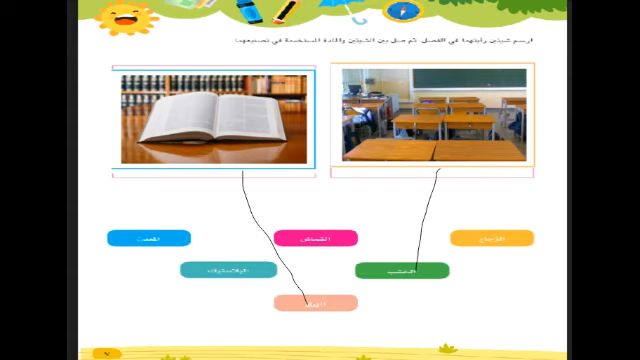 ارسم شيئين رأيتهما في الفصل ثم صل بين الشيئين والمادة المستخدمة في تصنيعهما:
الزجاج
القماش
المعدن
الخشب
البلاستيك
الورق
٧